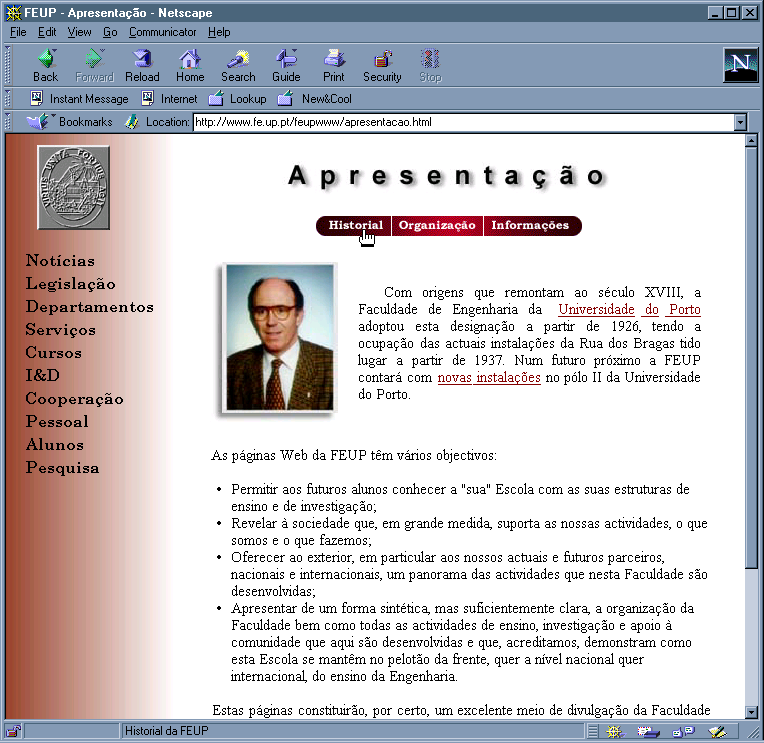 FEUP - Apresentação - Netscape
File Edit View Go Communicator Help
Back Forward Reload Home Search Guide Print Security Stop
N
Instant Message Internet Lookup New&Cool
Bookmarks Location: http://www.fe.up.pt/feupwww/apresentacao.html
Apresentação
Historial Organização Informações
Notícias
Legislação
Departamentos
Serviços
Cursos
I&D
Cooperação
Pessoal
Alunos
Pesquisa
Com origens que remontam ao século XVIII, a
Faculdade de Engenharia da Universidade do Porto
adoptou esta designação a partir de 1926, tendo a
ocupação das actuais instalações da Rua dos Bragas tido
lugar a partir de 1937. Num futuro próximo a FEUP
contará com novas instalações no pólo II da Universidade
do Porto.
As páginas Web da FEUP têm vários objectivos:
• Permitir aos futuros alunos conhecer a "sua" Escola com as suas estruturas de
ensino e de investigação;
• Revelar à sociedade que, em grande medida, suporta as nossas actividades, o que
somos e o que fazemos;
• Oferecer ao exterior, em particular aos nossos actuais e futuros parceiros,
nacionais e internacionais, um panorama das actividades que nesta Faculdade são
desenvolvidas;
• Apresentar de um forma sintética, mas suficientemente clara, a organização da
Faculdade bem como todas as actividades de ensino, investigação e apoio à
comunidade que aqui são desenvolvidas e que, acreditamos, demonstram como
esta Escola se mantêm no pelotão da frente, quer a nível nacional quer
internacional, do ensino da Engenharia.
Estas páginas constituirão, por certo, um excelente meio de divulgação da Faculdade
Historial da FEUP